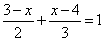 (3-x)/2 + (x-4)/3 = 1